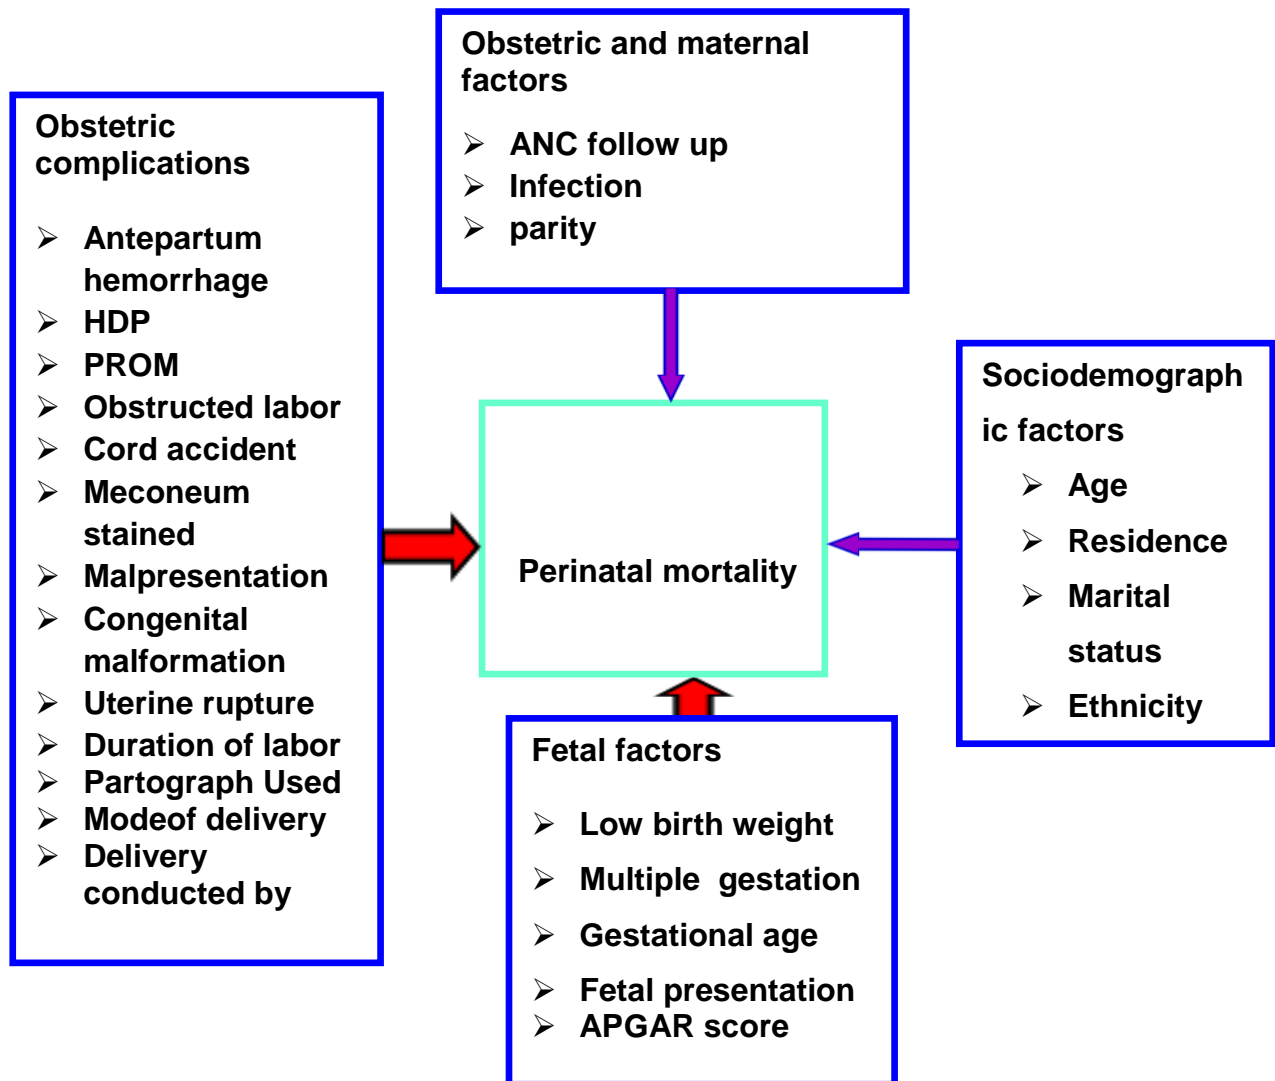 Obstetric and maternal
factors
➢ ANC follow up
➢ Infection
➢ parity
Obstetric
complications
➢ Antepartum
hemorrhage
➢ HDP
➢ PROM
➢ Obstructed labor
➢ Cord accident
➢ Meconeum
stained
➢ Malpresentation
➢ Congenital
malformation
➢ Uterine rupture
➢ Duration of labor
➢ Partograph Used
➢ Modeof delivery
➢ Delivery
conducted by
Perinatal mortality
Sociodemograph
ic factors
➢ Age
➢ Residence
➢ Marital
status
➢ Ethnicity
Fetal factors
➢ Low birth weight
➢ Multiple gestation
➢ Gestational age
➢ Fetal presentation
➢ APGAR score